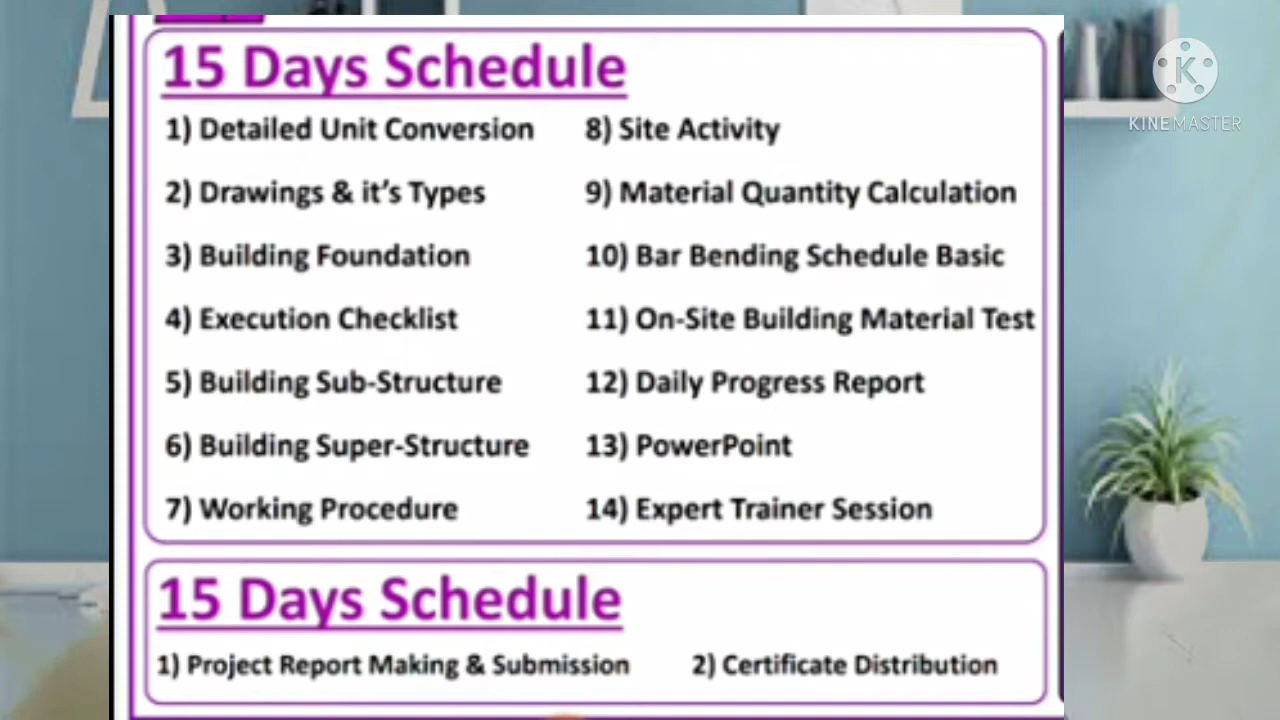 15 Days Schedule
1) Detailed Unit Conversion
2) Drawings & it's Types
3) Building Foundation
4) Execution Checklist
5) Building Sub-Structure
6) Building Super-Structure
7) Working Procedure
8) Site Activity
9) Material Quantity Calculation
10) Bar Bending Schedule Basic
11) On-Site Building Material Test
12) Daily Progress Report
13) PowerPoint
14) Expert Trainer Session
15 Days Schedule
1) Project Report Making & Submission
2) Certificate Distribution
K
KINEMASTER